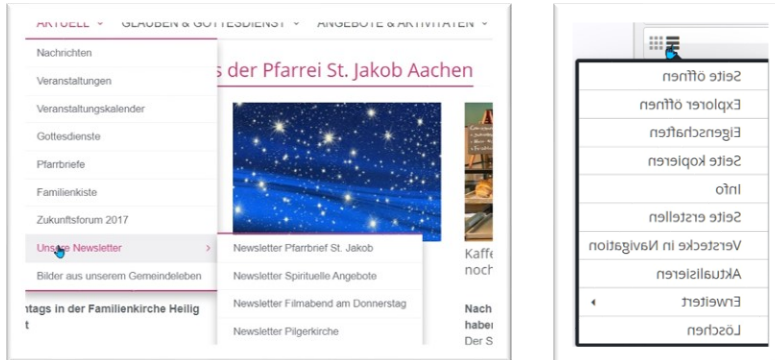 AKTUELL GLAUBEN & GOTTESDIENST ANGEBOTE & AKTIVITÄTEN
Nachrichten
Veranstaltungen
Veranstaltungskalender
Gottesdienste
Pfarrbriefe
Familienkiste
Zukunftsforum 2017
Unsere Newsletter
Bilder aus unserem Gemeindeleben
s der Pfarrei St. Jakob Aachen
Newsletter Pfarrbrief St. Jakob
Newsletter Spirituelle Angebote
Newsletter Filmabend am Donnerstag
Newsletter Pilgerkirche
Kaffe
noch
ntags in der Familienkirche Heilig
t
Nach
haber
Der S
Seite öffnen
Explorer öffnen
Eigenschaften
Seite kopieren
Info
Seite erstellen
Verstecke in Navigation
Aktualisieren
Erweitert
Löschen